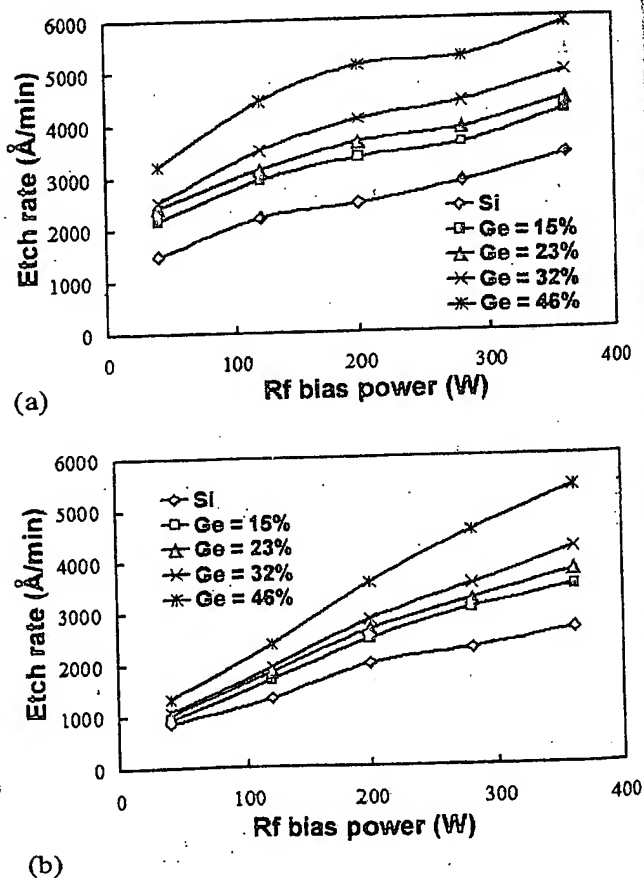 6000
5000
4000
3000
2000
1000
0
Etch rate (Å/min)
Si
Ge = 15%
Ge = 23%
Ge = 32%
Ge = 46%
0
100
200
300
400
Rf bias power (W)
(a)
6000
5000
4000
3000
2000
1000
0
Etch rate (Å/min)
Si
Ge = 15%
Ge = 23%
Ge = 32%
Ge = 46%
0
100
200
300
400
Rf bias power (W)
(b)